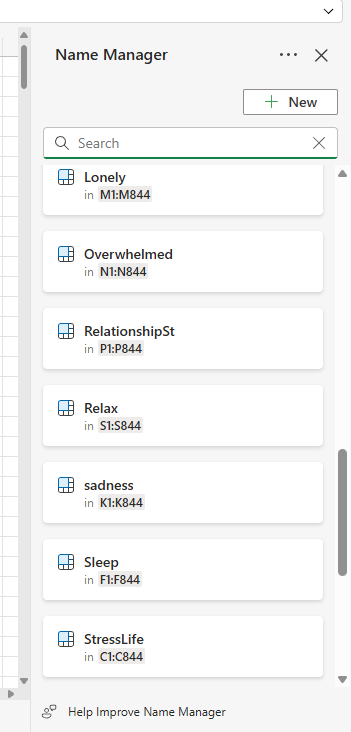 Name Manager
New
Search
Lonely
in M1:M844
Overwhelmed
in N1:N844
RelationshipSt
in P1:P844
Relax
in S1:S844
sadness
in K1:K844
Sleep
in F1:F844
StressLife
in C1:C844
Help Improve Name Manager